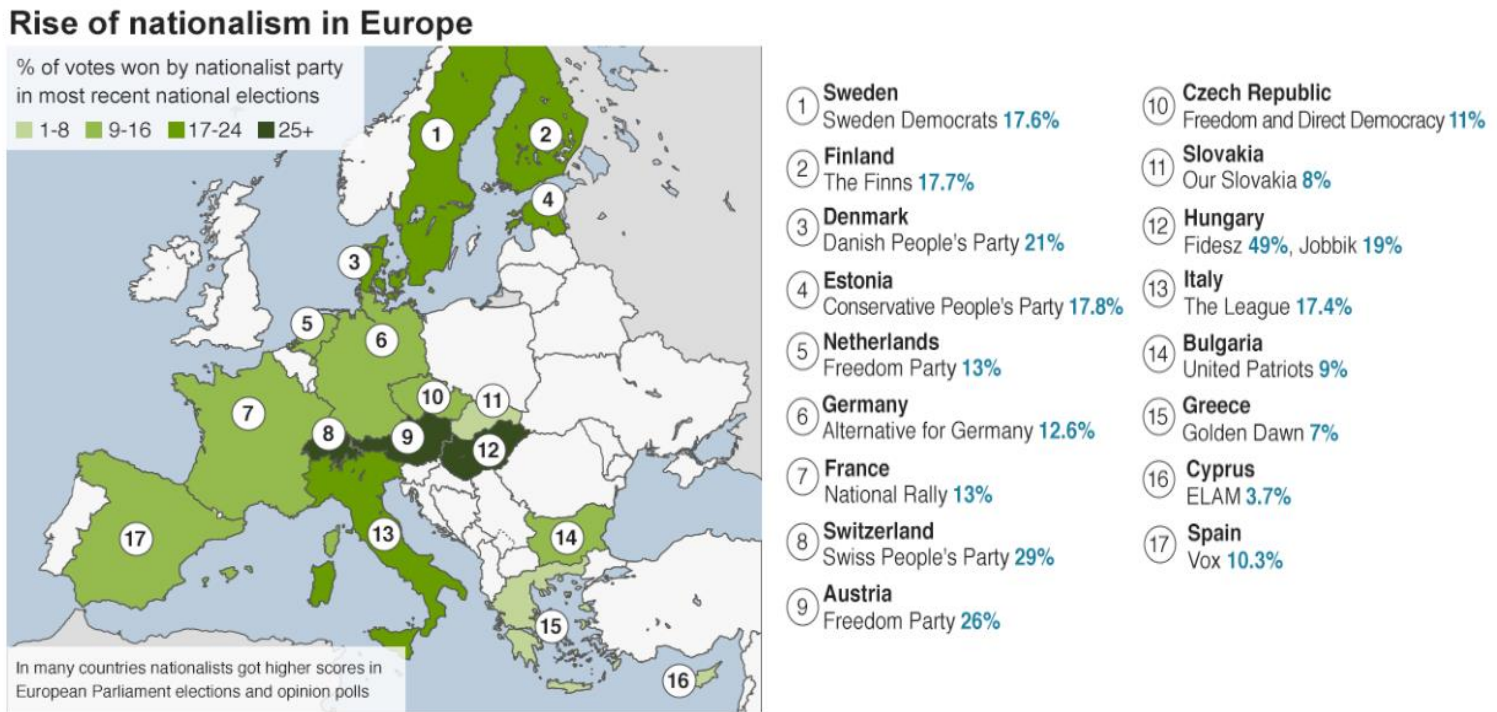 Rise of nationalism in Europe
% of votes won by nationalist party
in most recent national elections
1-8 9-16 17-24 25+
1
2
3
4
5
6
7
8
9
10
11
12
13
14
15
16
17
In many countries nationalists got higher scores in
European Parliament elections and opinion polls
1 Sweden
Sweden Democrats 17.6%
2 Finland
The Finns 17.7%
3 Denmark
Danish People's Party 21%
4 Estonia
Conservative People's Party 17.8%
5 Netherlands
Freedom Party 13%
6 Germany
Alternative for Germany 12.6%
7 France
National Rally 13%
8 Switzerland
Swiss People's Party 29%
9 Austria
Freedom Party 26%
10 Czech Republic
Freedom and Direct Democracy 11%
11 Slovakia
Our Slovakia 8%
12 Hungary
Fidesz 49%, Jobbik 19%
13 Italy
The League 17.4%
14 Bulgaria
United Patriots 9%
15 Greece
Golden Dawn 7%
16 Cyprus
ELAM 3.7%
17 Spain
Vox 10.3%